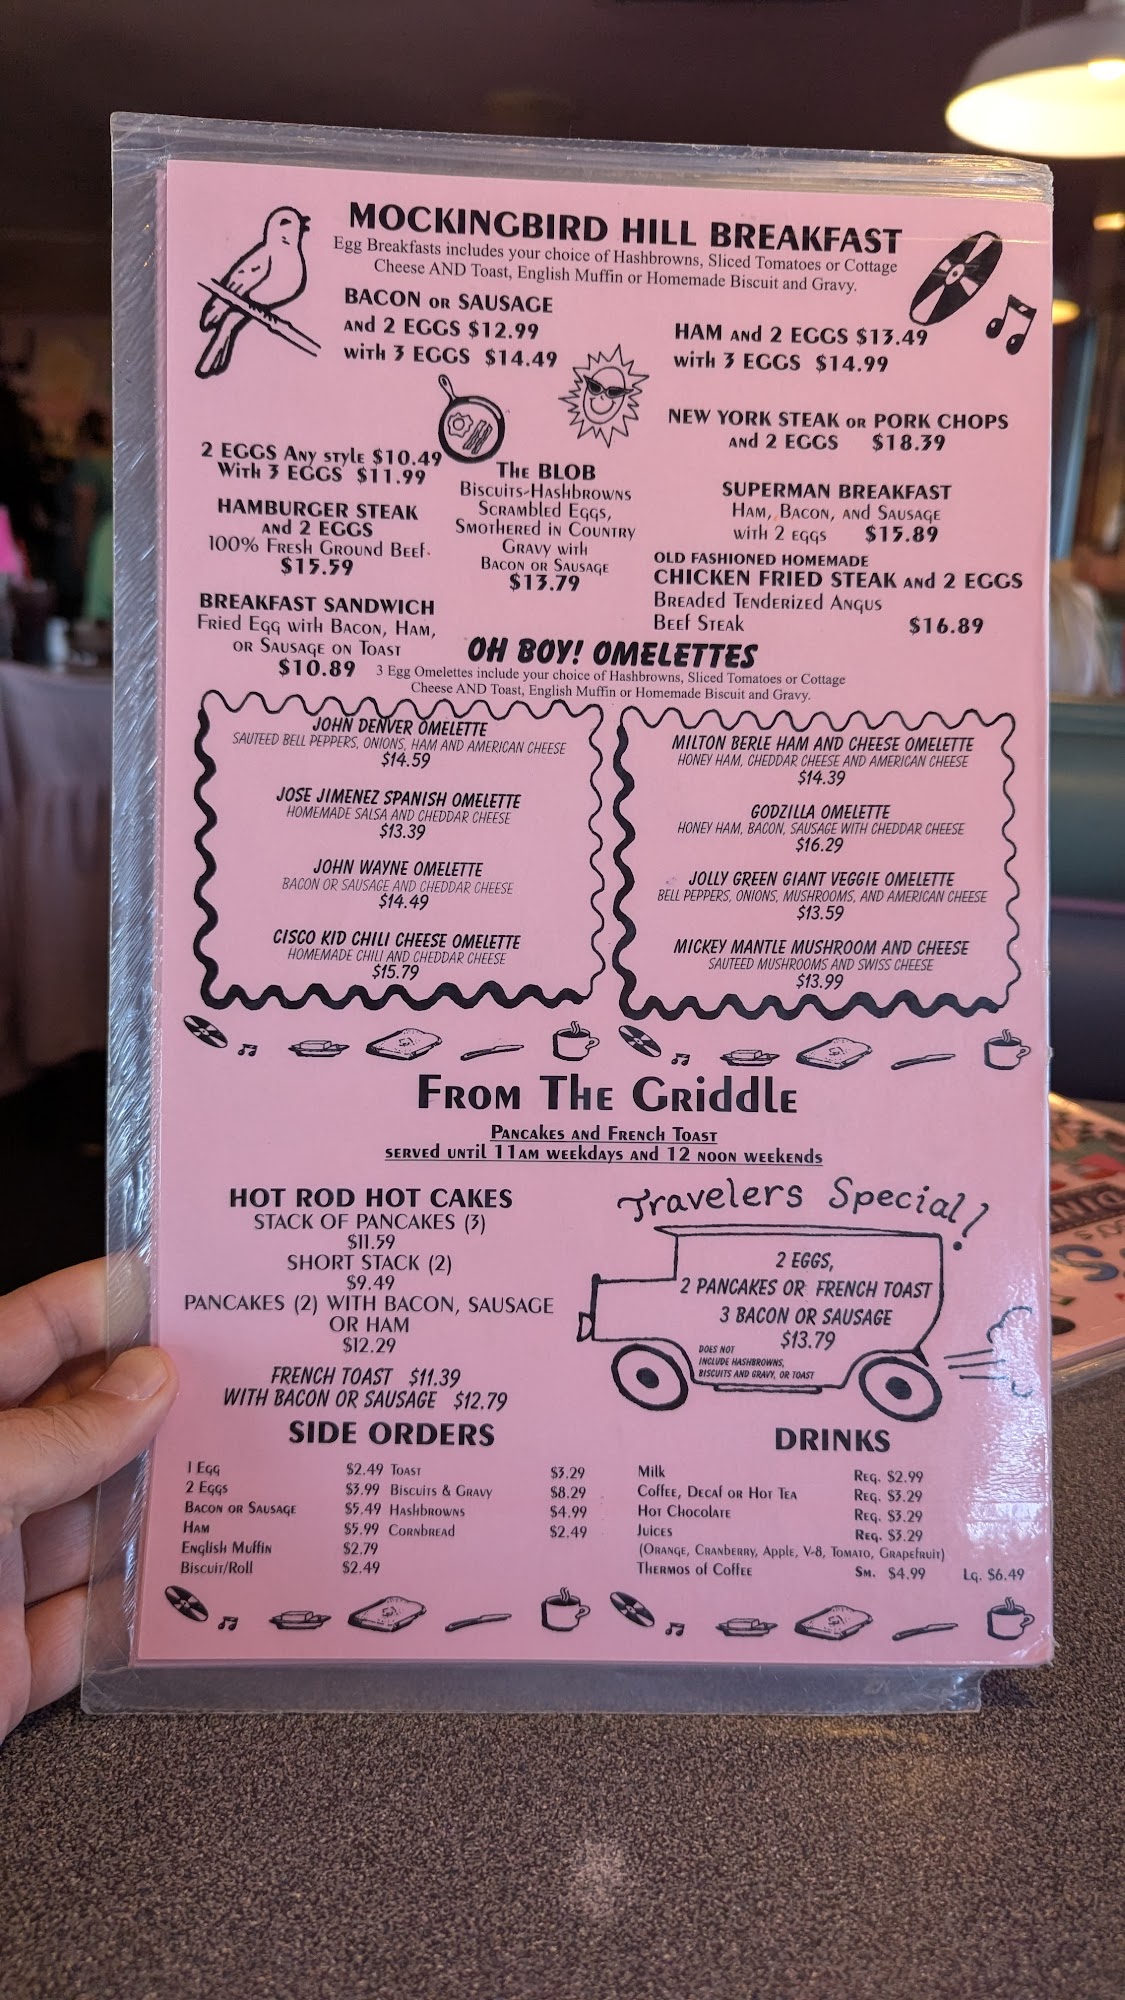 MOCKINGBIRD HILL BREAKFAST
Egg Breakfasts includes your choice of Hashbrowns, Sliced Tomatoes or Cottage
Cheese AND Toast, English Muffin or Homemade Biscuit and Gravy.
BACON OR SAUSAGE
AND 2 EGGS $12.99
WITH 3 EGGS $14.49
HAM AND 2 EGGS $13.49
WITH 3 EGGS $14.99
NEW YORK STEAK OR PORK CHOPS
AND 2 EGGS $18.39
2 EGGS Any style $10.49
With 3 EGGS $11.99
HAMBURGER STEAK
AND 2 EGGS
100% Fresh Ground Beef.
$15.59
The BLOB
Biscuits-Hashbrowns
Scrambled Eggs,
Smothered in Country
Gravy with
Bacon or Sausage
$13.79
SUPERMAN BREAKFAST
Ham, Bacon, and Sausage
with 2 eggs $15.89
OLD FASHIONED HOMEMADE
CHICKEN FRIED STEAK AND 2 EGGS
Breaded Tenderized Angus
Beef Steak $16.89
BREAKFAST SANDWICH
Fried Egg with Bacon, Ham,
or Sausage on Toast
$10.89
OH BOY! OMELETTES
3 Egg Omelettes include your choice of Hashbrowns, Sliced Tomatoes or Cottage
Cheese AND Toast, English Muffin or Homemade Biscuit and Gravy.
JOHN DENVER OMELETTE
SAUTEED BELL PEPPERS, ONIONS, HAM AND AMERICAN CHEESE
$14.59
JOSE JIMENEZ SPANISH OMELETTE
HOMEMADE SALSA AND CHEDDAR CHEESE
$13.39
JOHN WAYNE OMELETTE
BACON OR SAUSAGE AND CHEDDAR CHEESE
$14.49
CISCO KID CHILI CHEESE OMELETTE
HOMEMADE CHILI AND CHEDDAR CHEESE
$15.79
MILTON BERLE HAM AND CHEESE OMELETTE
HONEY HAM, CHEDDAR CHEESE AND AMERICAN CHEESE
$14.39
GODZILLA OMELETTE
HONEY HAM, BACON, SAUSAGE WITH CHEDDAR CHEESE
$16.29
JOLLY GREEN GIANT VEGGIE OMELETTE
BELL PEPPERS, ONIONS, MUSHROOMS, AND AMERICAN CHEESE
$13.59
MICKEY MANTLE MUSHROOM AND CHEESE
SAUTEED MUSHROOMS AND SWISS CHEESE
$13.99
From The Griddle
Pancakes and French Toast
served until 11am weekdays and 12 noon weekends
HOT ROD HOT CAKES
STACK OF PANCAKES (3)
$11.59
SHORT STACK (2)
$9.49
PANCAKES (2) WITH BACON, SAUSAGE
OR HAM
$12.29
FRENCH TOAST $11.39
WITH BACON OR SAUSAGE $12.79
Travelers Special!
2 EGGS,
2 PANCAKES OR FRENCH TOAST
3 BACON OR SAUSAGE
$13.79
DOES NOT
INCLUDE HASHBROWNS,
BISCUITS AND GRAVY, OR TOAST
SIDE ORDERS
1 Egg $2.49 Toast $3.29
2 Eggs $3.99 Biscuits & Gravy $8.29
Bacon or Sausage $5.49 Hashbrowns $4.99
Ham $5.99 Cornbread $2.49
English Muffin $2.79
Biscuit/Roll $2.49
DRINKS
Milk Reg. $2.99
Coffee, Decaf or Hot Tea Reg. $3.29
Hot Chocolate Reg. $3.29
Juices Reg. $3.29
(Orange, Cranberry, Apple, V-8, Tomato, Grapefruit)
Thermos of Coffee Sm. $4.99 Lg. $6.49